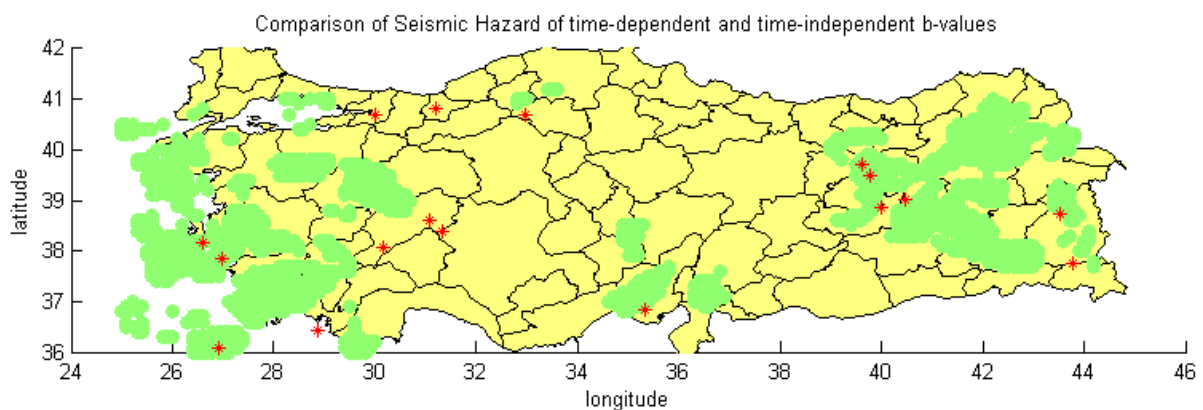 Comparison of Seismic Hazard of time-dependent and time-independent b-values
42
41
40
39
38
37
36
latitude
24 26 28 30 32 34 36 38 40 42 44 46
longitude